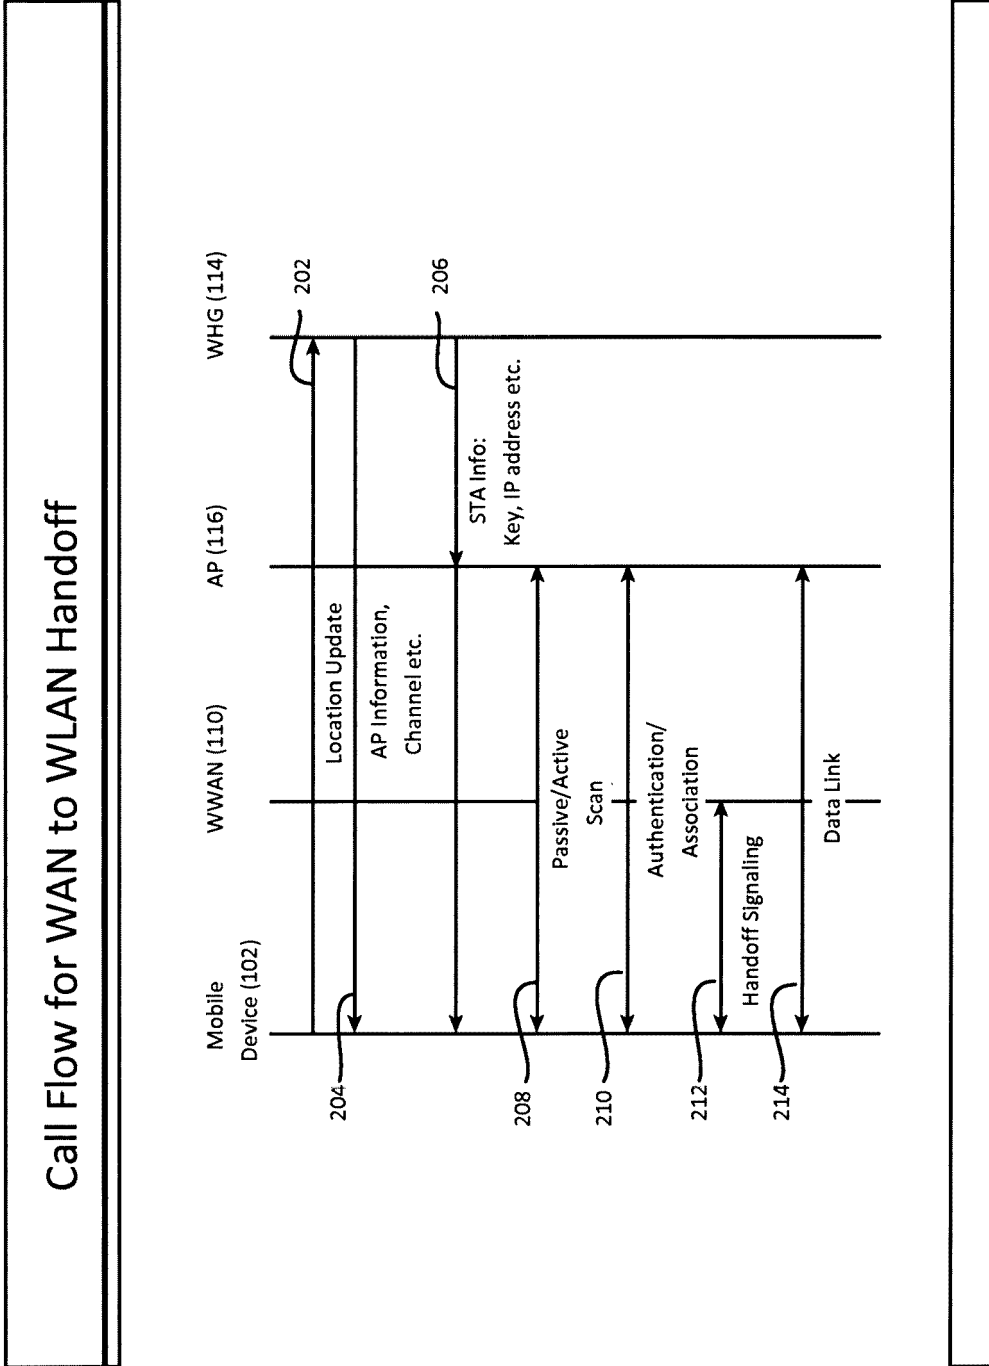 Call Flow for WAN to WLAN Handoff
Mobile
Device (102)
WWAN (110)
AP (116)
WHG (114)
202
Location Update
204
AP Information,
Channel etc.
206
STA Info:
Key, IP address etc.
208
Passive/Active
Scan
210
Authentication/
Association
212
Handoff Signaling
214
Data Link